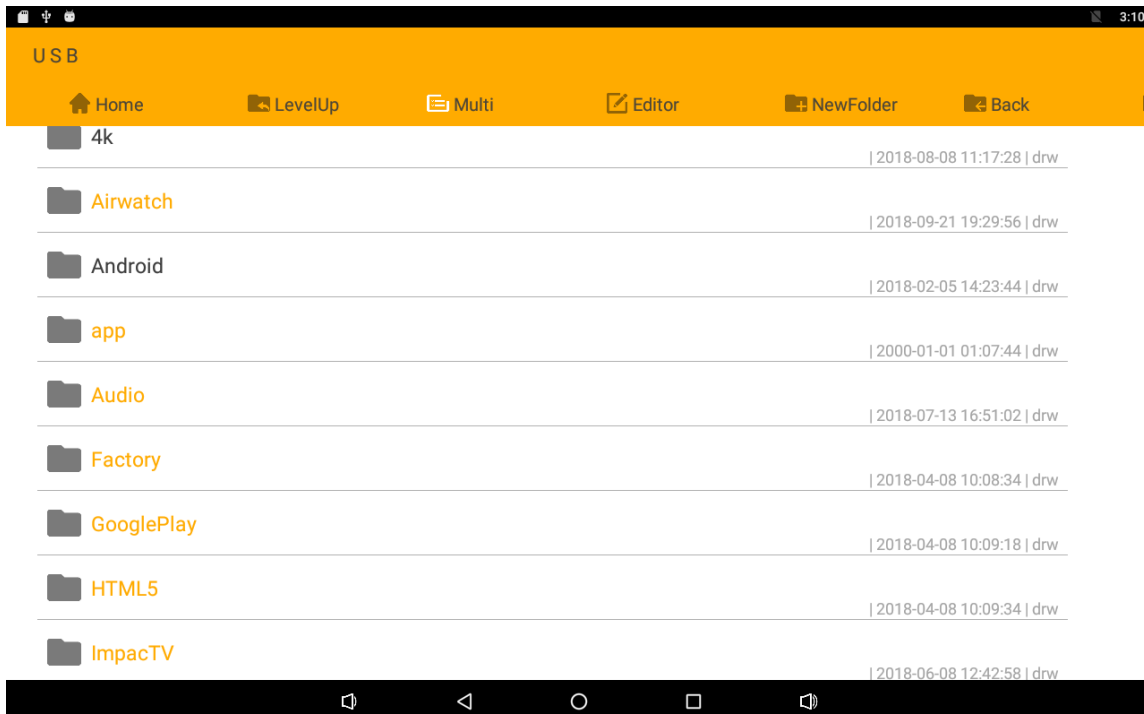 3:10
USB
Home LevelUp Multi Editor NewFolder Back
4k
| 2018-08-08 11:17:28 | drw
Airwatch
| 2018-09-21 19:29:56 | drw
Android
| 2018-02-05 14:23:44 | drw
app
| 2000-01-01 01:07:44 | drw
Audio
| 2018-07-13 16:51:02 | drw
Factory
| 2018-04-08 10:08:34 | drw
GooglePlay
| 2018-04-08 10:09:18 | drw
HTML5
| 2018-04-08 10:09:34 | drw
ImpacTV
| 2018-06-08 12:42:58 | drw